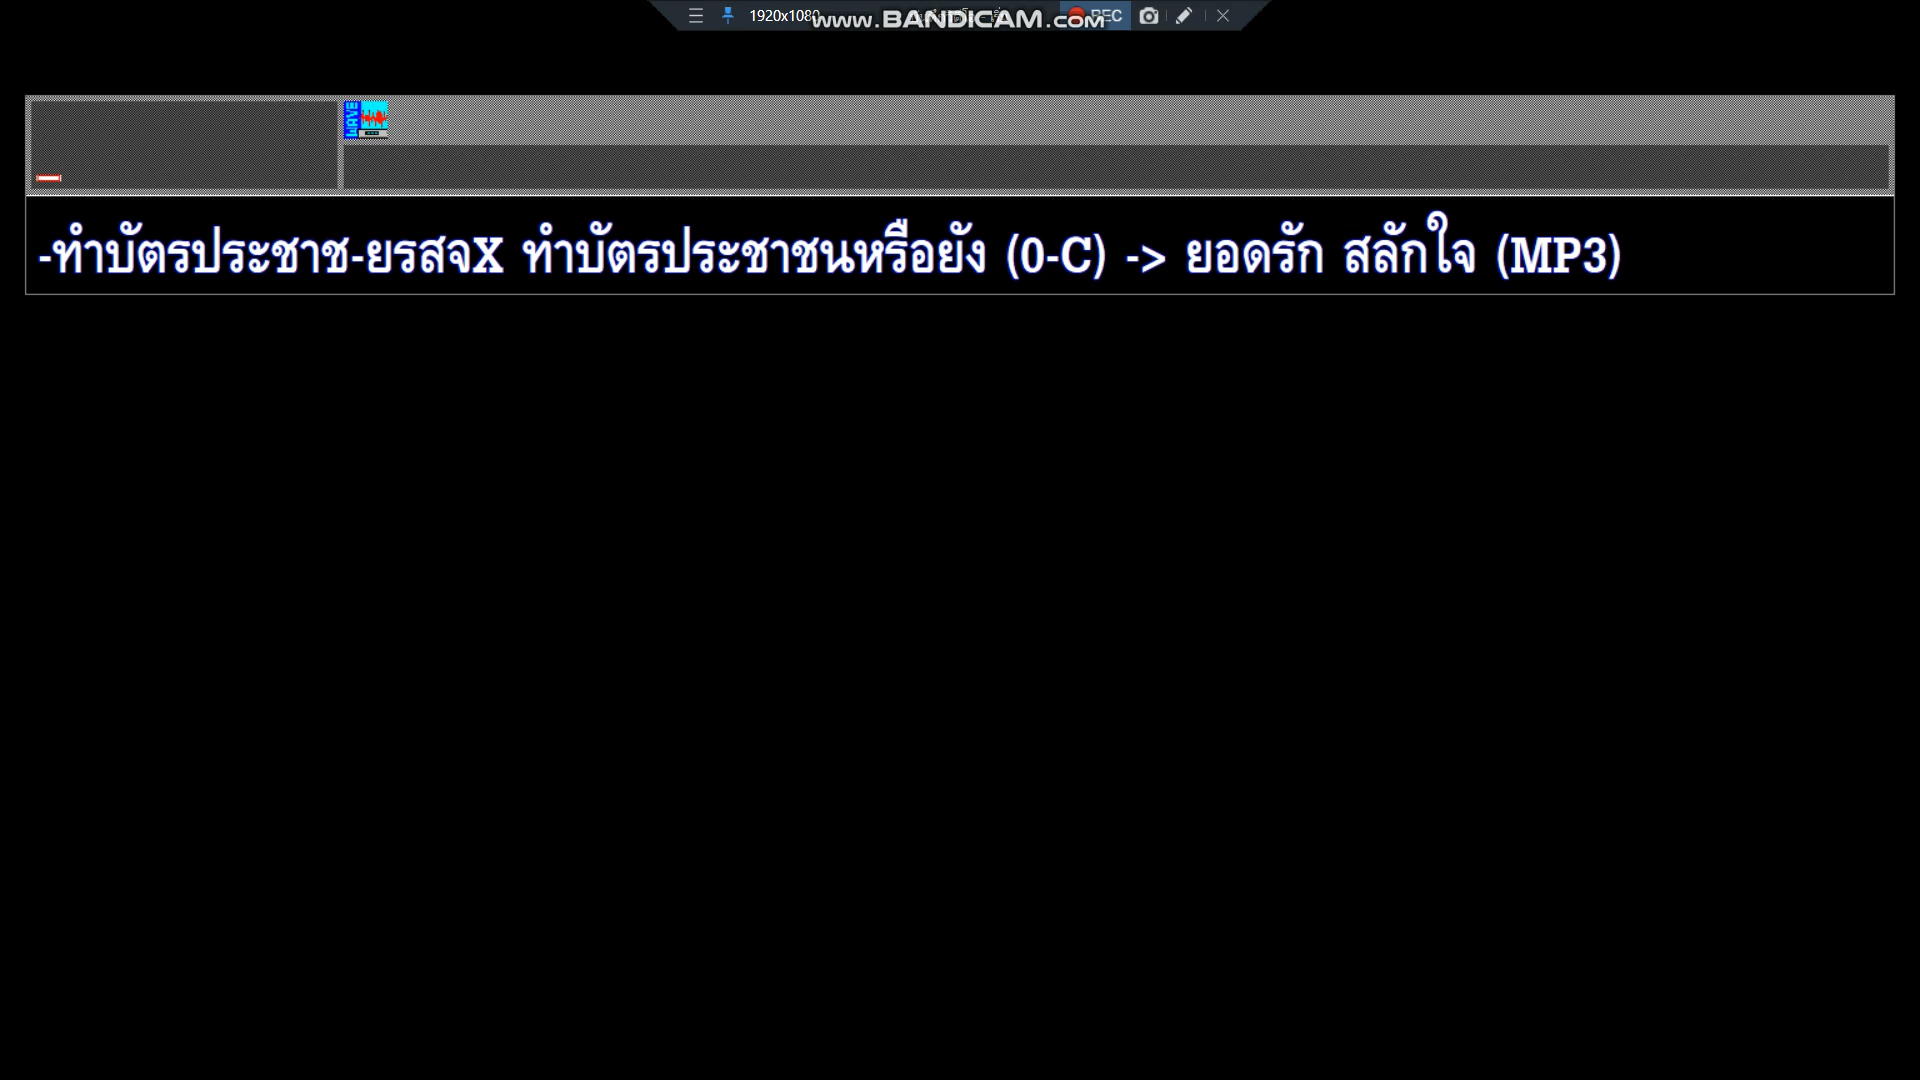 1920x1080
www.BANDICAM.com
REC
WAVE
-ทำบัตรประชาช-ยรสจX ทำบัตรประชาชนหรือยัง (0-C) -> ยอดรัก สลักใจ (MP3)